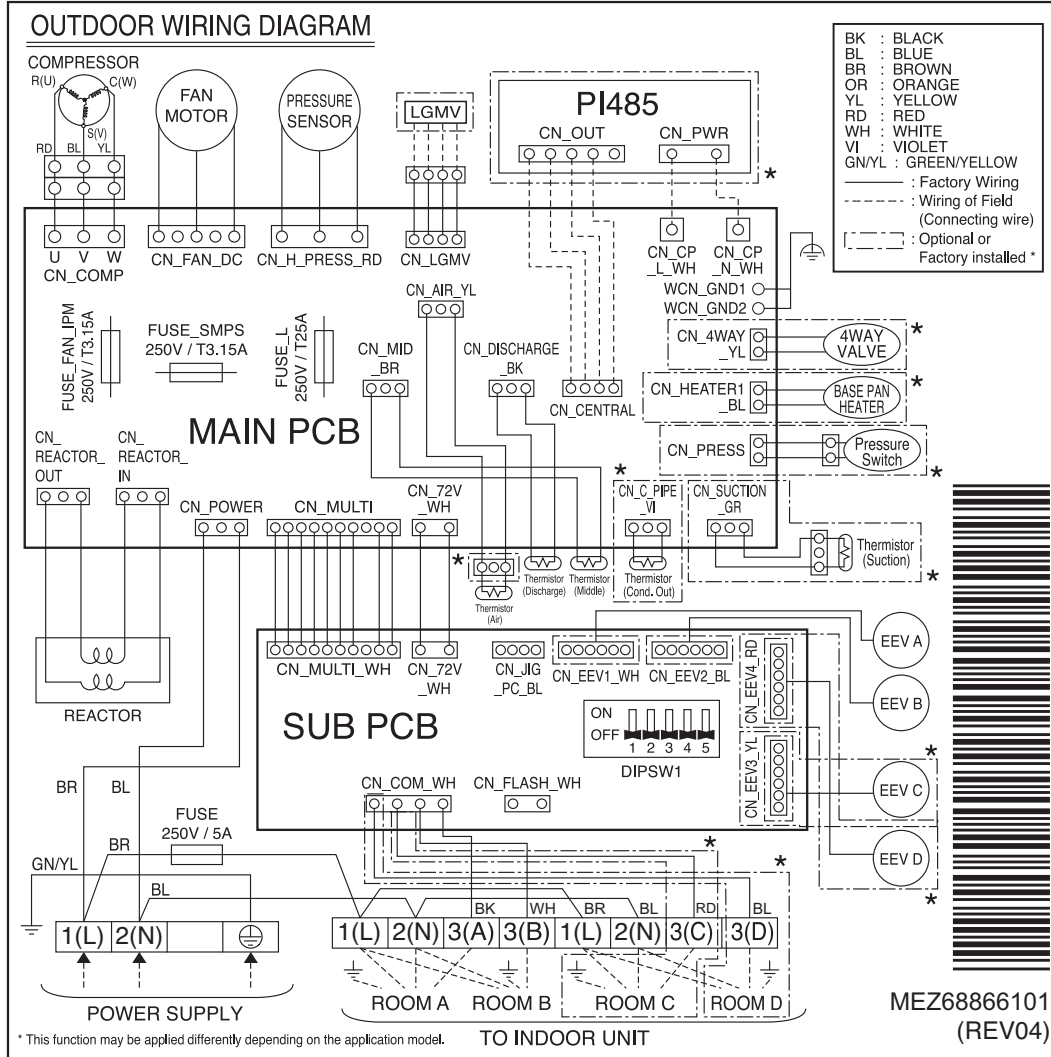 OUTDOOR WIRING DIAGRAM
COMPRESSOR
R(U)
C(W)
S(V)
RD BL YL
FAN
MOTOR
PRESSURE
SENSOR
LGMV
PI485
CN_OUT
CN_PWR
*
BK : BLACK
BL : BLUE
BR : BROWN
OR : ORANGE
YL : YELLOW
RD : RED
WH : WHITE
VI : VIOLET
GN/YL : GREEN/YELLOW
: Factory Wiring
: Wiring of Field
(Connecting wire)
: Optional or
Factory installed *
U V W
CN_COMP
CN_FAN_DC
CN_H_PRESS_RD
CN_LGMV
CN_CP
_L_WH
CN_CP
_N_WH
WCN_GND1
WCN_GND2
CN_AIR_YL
FUSE_FAN_IPM
250V / T3.15A
FUSE_SMPS
250V / T3.15A
FUSE_L
250V / T25A
CN_MID
_BR
CN_DISCHARGE
_BK
CN_CENTRAL
CN_4WAY
_YL
4WAY
VALVE
*
CN_HEATER1
_BL
BASE PAN
HEATER
*
CN_PRESS
Pressure
Switch
*
MAIN PCB
CN_
REACTOR_
OUT
CN_
REACTOR_
IN
CN_POWER
CN_MULTI
CN_72V
_WH
*
CN_C_PIPE
_VI
CN_SUCTION
_GR
*
Thermistor
(Air)
Thermistor
(Discharge)
Thermistor
(Middle)
Thermistor
(Cond. Out)
Thermistor
(Suction)
*
REACTOR
CN_MULTI_WH
CN_72V
_WH
CN_JIG
_PC_BL
CN_EEV1_WH
CN_EEV2_BL
CN_EEV4_RD
CN_EEV3_YL
EEV A
EEV B
EEV C
EEV D
*
*
SUB PCB
ON
OFF
1 2 3 4 5
DIPSW1
CN_COM_WH
CN_FLASH_WH
*
*
BR
BL
FUSE
250V / 5A
BR
GN/YL
BL
BK WH BR BL RD BL
1(L) 2(N)
1(L) 2(N) 3(A) 3(B) 1(L) 2(N) 3(C) 3(D)
ROOM A ROOM B ROOM C ROOM D
POWER SUPPLY
TO INDOOR UNIT
* This function may be applied differently depending on the application model.
MEZ68866101
(REV04)